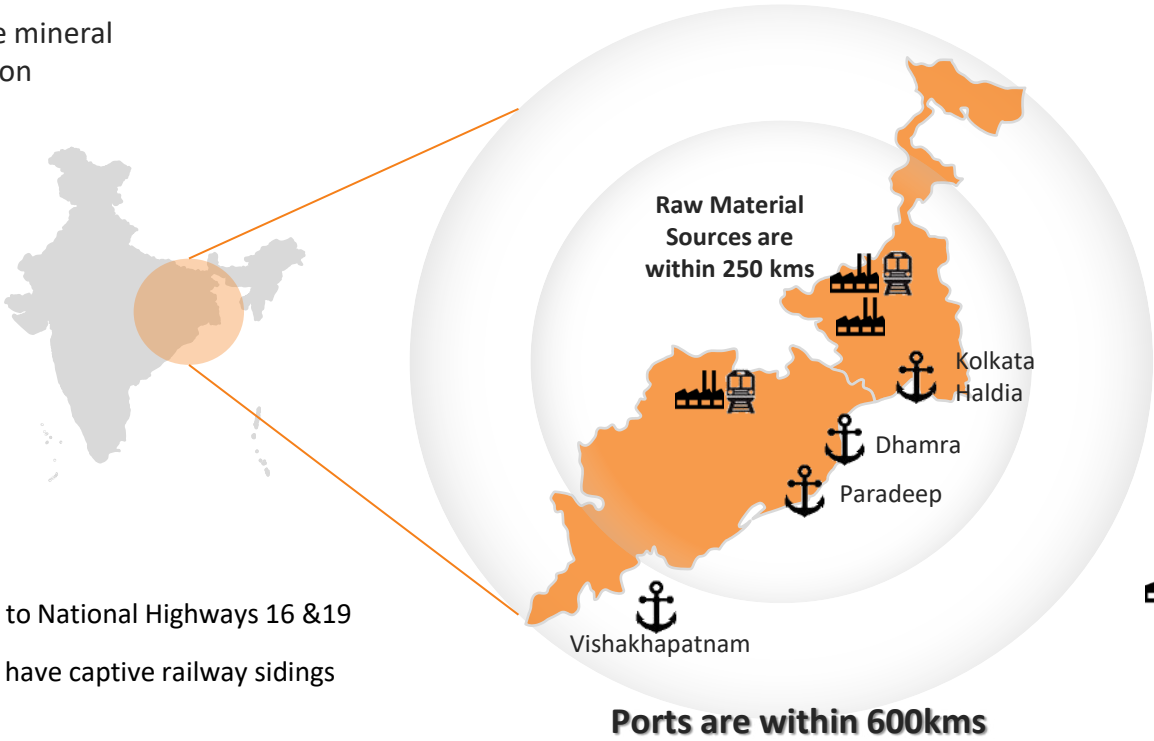 e mineral
on
Raw Material
Sources are
within 250 kms
Kolkata
Haldia
Dhamra
Paradeep
Vishakhapatnam
to National Highways 16 &19
have captive railway sidings
Ports are within 600kms